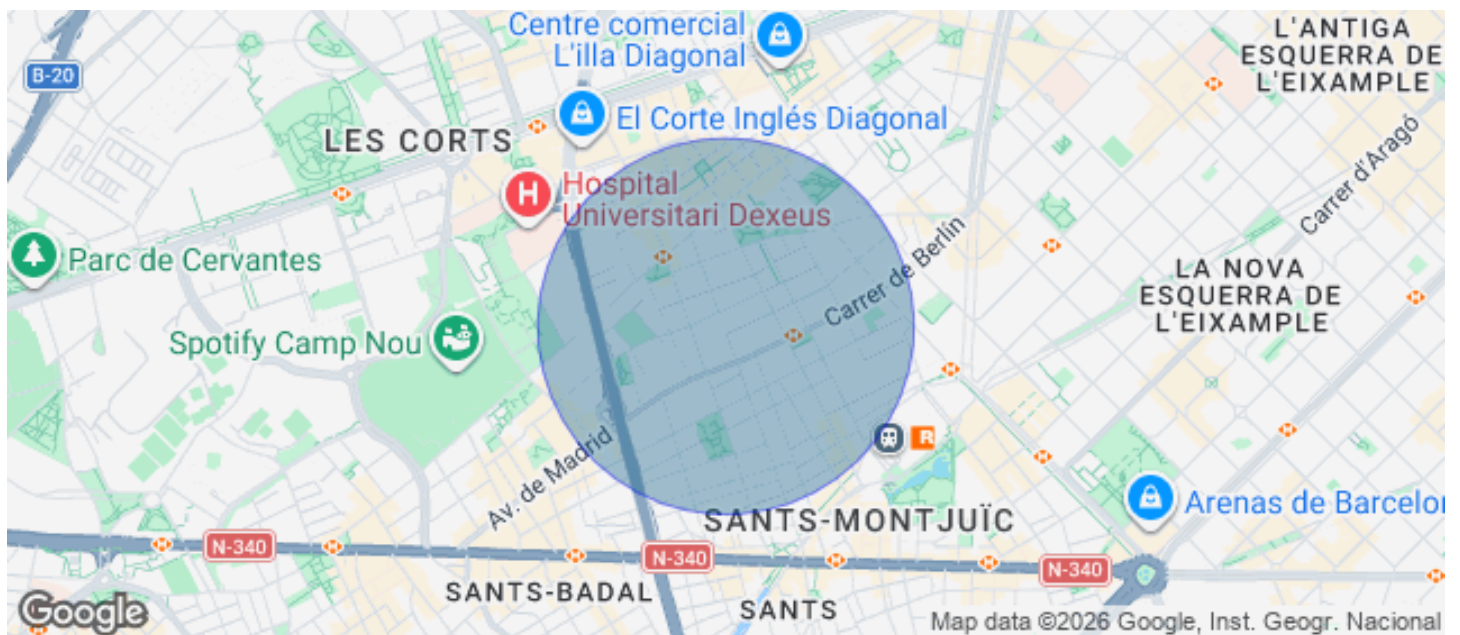 Centre comercial
L'illa Diagonal
L'ANTIGA
ESQUERRA DE
L'EIXAMPLE
B-20
El Corte Inglés Diagonal
LES CORTS
H
Hospital
Universitari Dexeus
Carrer d'Aragó
Parc de Cervantes
Carrer de Berlín
LA NOVA
ESQUERRA DE
L'EIXAMPLE
Spotify Camp Nou
R
Av. de Madrid
Arenas de Barcelon
SANTS-MONTJUÏC
N-340
N-340
N-340
SANTS-BADAL
SANTS
Google
Map data ©2026 Google, Inst. Geogr. Nacional